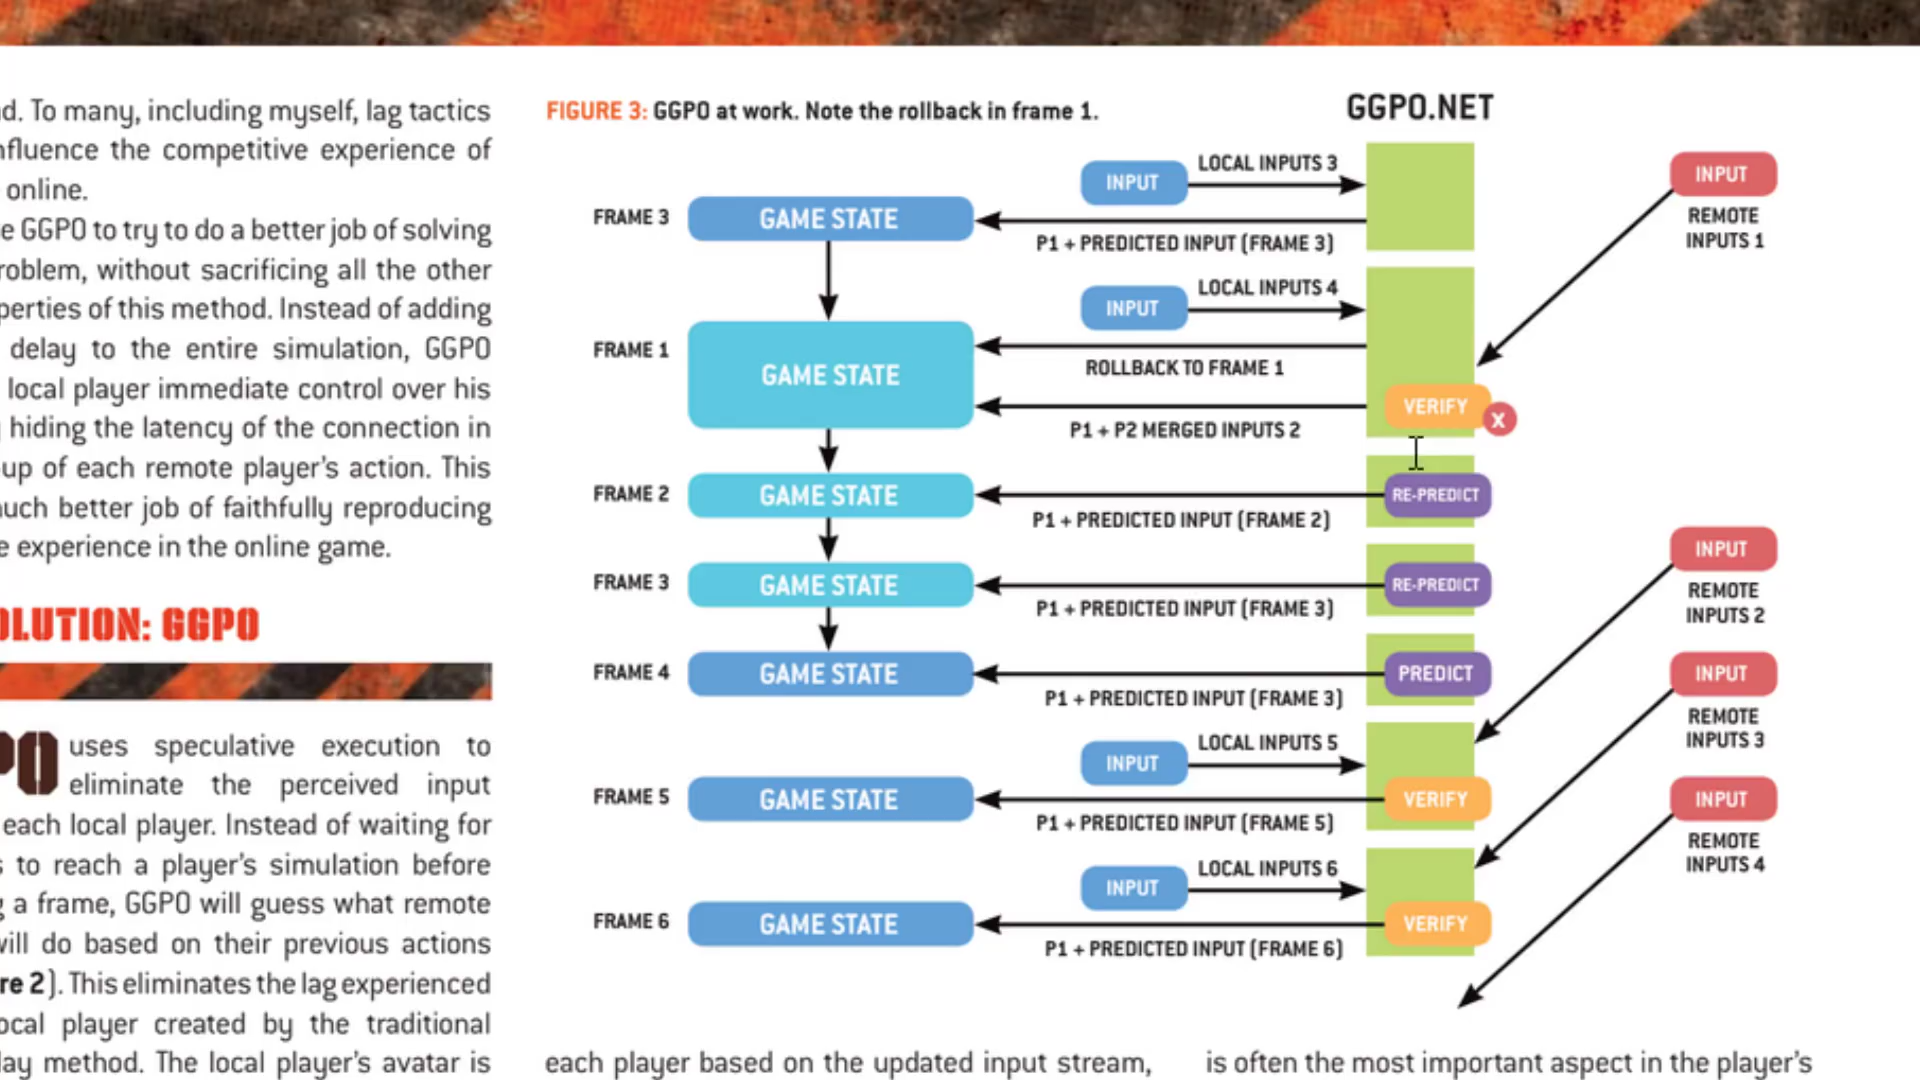 d. To many, including myself, lag tactics
nfluence the competitive experience of
online.
e GGPO to try to do a better job of solving
roblem, without sacrificing all the other
perties of this method. Instead of adding
delay to the entire simulation, GGPO
local player immediate control over his
hiding the latency of the connection in
up of each remote player's action. This
uch better job of faithfully reproducing
e experience in the online game.
OLUTION: GGPO
PO uses speculative execution to
eliminate the perceived input
each local player. Instead of waiting for
s to reach a player's simulation before
g a frame, GGPO will guess what remote
will do based on their previous actions
re 2). This eliminates the lag experienced
ocal player created by the traditional
lay method. The local player's avatar is
FIGURE 3: GGPO at work. Note the rollback in frame 1.
GGPO.NET
INPUT
LOCAL INPUTS 3
FRAME 3
GAME STATE
P1 + PREDICTED INPUT (FRAME 3)
INPUT
REMOTE
INPUTS 1
INPUT
LOCAL INPUTS 4
FRAME 1
GAME STATE
ROLLBACK TO FRAME 1
P1 + P2 MERGED INPUTS 2
VERIFY
X
FRAME 2
GAME STATE
RE-PREDICT
P1 + PREDICTED INPUT (FRAME 2)
FRAME 3
GAME STATE
RE-PREDICT
P1 + PREDICTED INPUT (FRAME 3)
INPUT
REMOTE
INPUTS 2
FRAME 4
GAME STATE
PREDICT
P1 + PREDICTED INPUT (FRAME 3)
INPUT
REMOTE
INPUTS 3
INPUT
LOCAL INPUTS 5
FRAME 5
GAME STATE
VERIFY
P1 + PREDICTED INPUT (FRAME 5)
INPUT
REMOTE
INPUTS 4
INPUT
LOCAL INPUTS 6
FRAME 6
GAME STATE
VERIFY
P1 + PREDICTED INPUT (FRAME 6)
each player based on the updated input stream,
is often the most important aspect in the player's